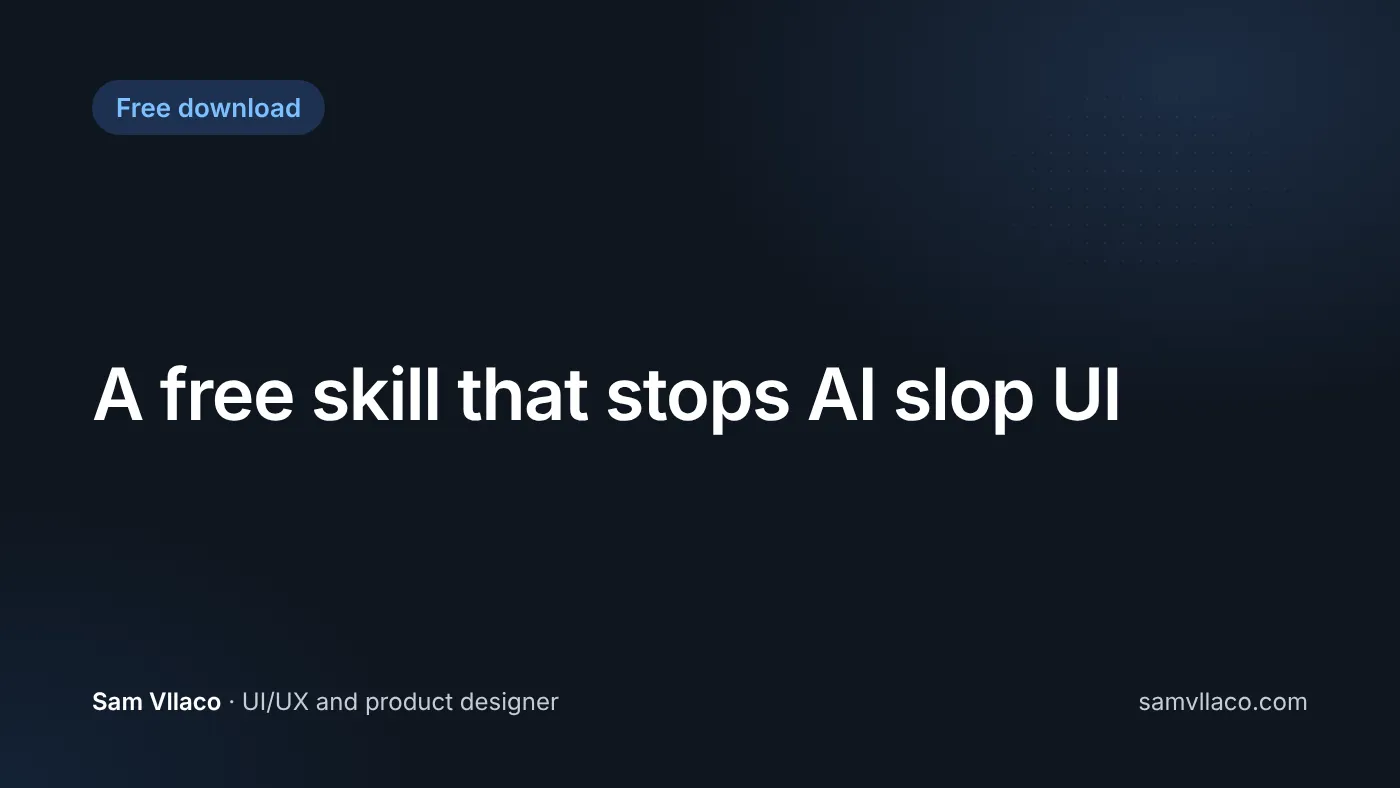 Free download
A free skill that stops AI slop UI
Sam Vllaco · UI/UX and product designer
samvllaco.com